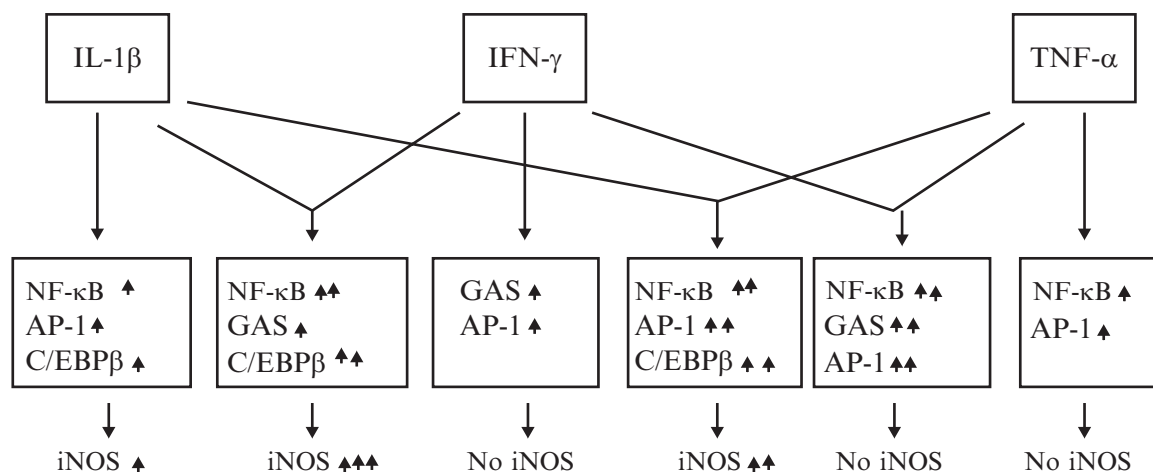 IL-1β
IFN-γ
TNF-α
NF-κB
AP-1
C/EBPβ
NF-κB
GAS
C/EBPβ
GAS
AP-1
NF-κB
AP-1
C/EBPβ
NF-κB
GAS
AP-1
NF-κB
AP-1
iNOS
iNOS
No iNOS
iNOS
No iNOS
No iNOS